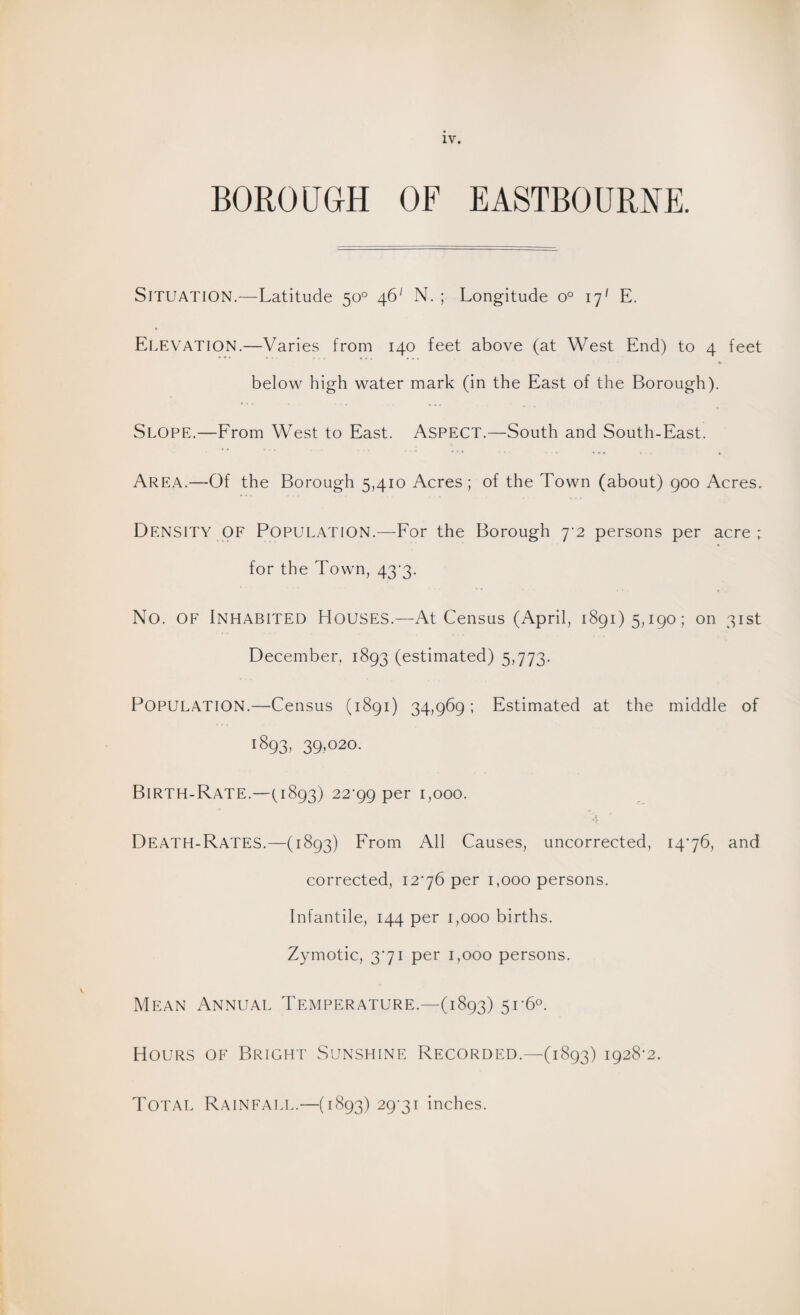 iv.
BOROUGH OF EASTBOURNE.
SITUATION.—Latitude 50° 46′ N. ; Longitude 0° 17′ E.
ELEVATION.—Varies from 140 feet above (at West End) to 4 feet
below high water mark (in the East of the Borough).
SLOPE.—From West to East. ASPECT.—South and South-East.
AREA.—Of the Borough 5,410 Acres ; of the Town (about) 900 Acres.
DENSITY OF POPULATION.—For the Borough 7·2 persons per acre ;
for the Town, 43·3.
NO. OF INHABITED HOUSES.—At Census (April, 1891) 5,190 ; on 31st
December, 1893 (estimated) 5,773.
POPULATION.—Census (1891) 34,969 ; Estimated at the middle of
1893, 39,020.
BIRTH-RATE.—(1893) 22·99 per 1,000.
DEATH-RATES.—(1893) From All Causes, uncorrected, 14·76, and
corrected, 12·76 per 1,000 persons.
Infantile, 144 per 1,000 births.
Zymotic, 3·71 per 1,000 persons.
MEAN ANNUAL TEMPERATURE.—(1893) 51·6°.
HOURS OF BRIGHT SUNSHINE RECORDED.—(1893) 1928·2.
TOTAL RAINFALL.—(1893) 29·31 inches.